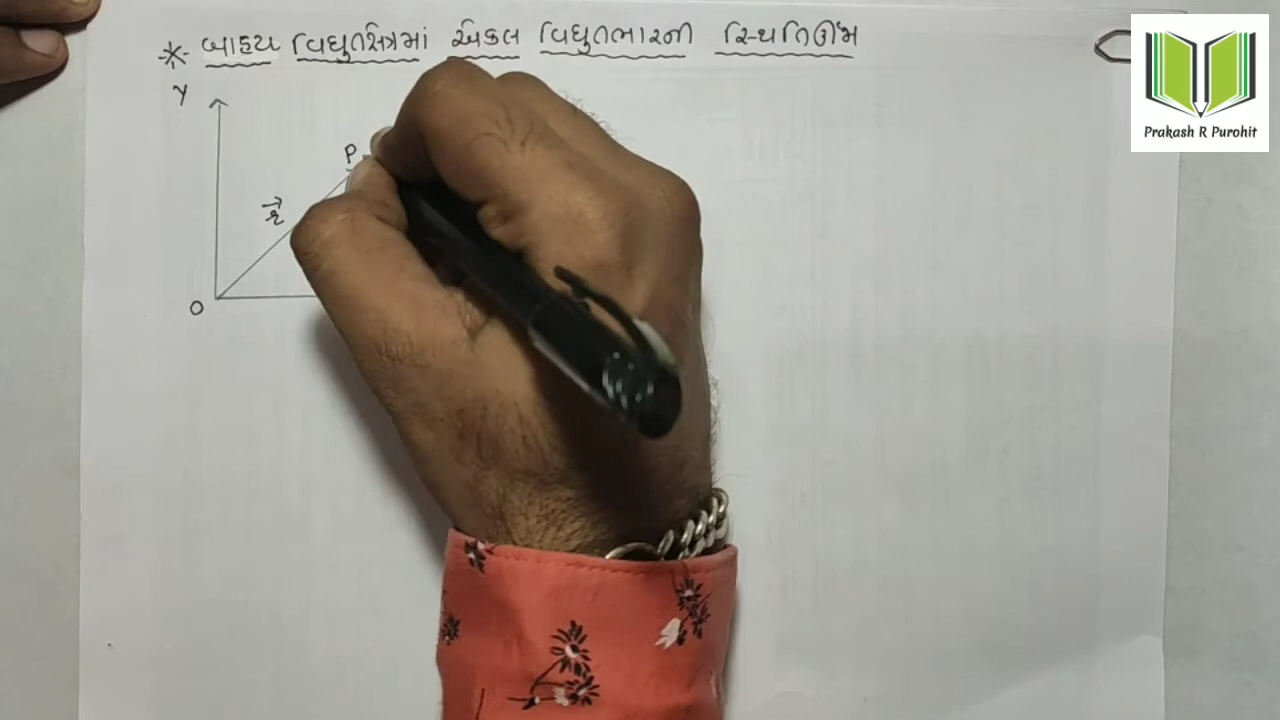 * બાહ્ય વિદ્યુતક્ષેત્રમાં એકલ વિદ્યુતભારની સ્થિતિઊર્જા
Prakash R Purohit
Y
P
r⃗
O